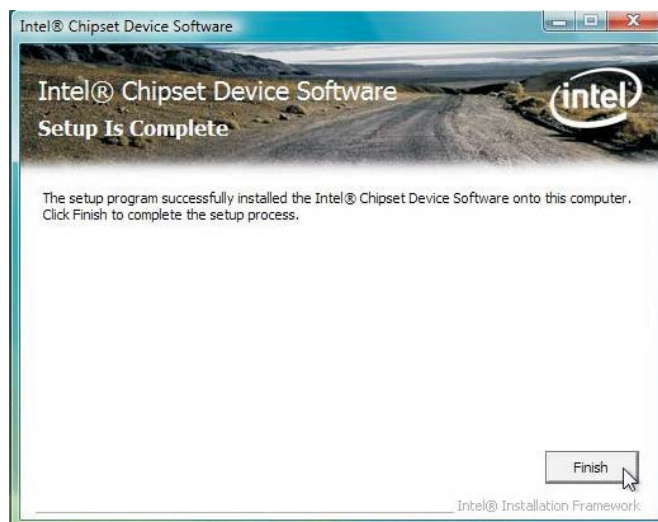 Intel® Chipset Device Software
Intel® Chipset Device Software
Setup Is Complete
intel
The setup program successfully installed the Intel® Chipset Device Software onto this computer.
Click Finish to complete the setup process.
Finish
Intel® Installation Framework